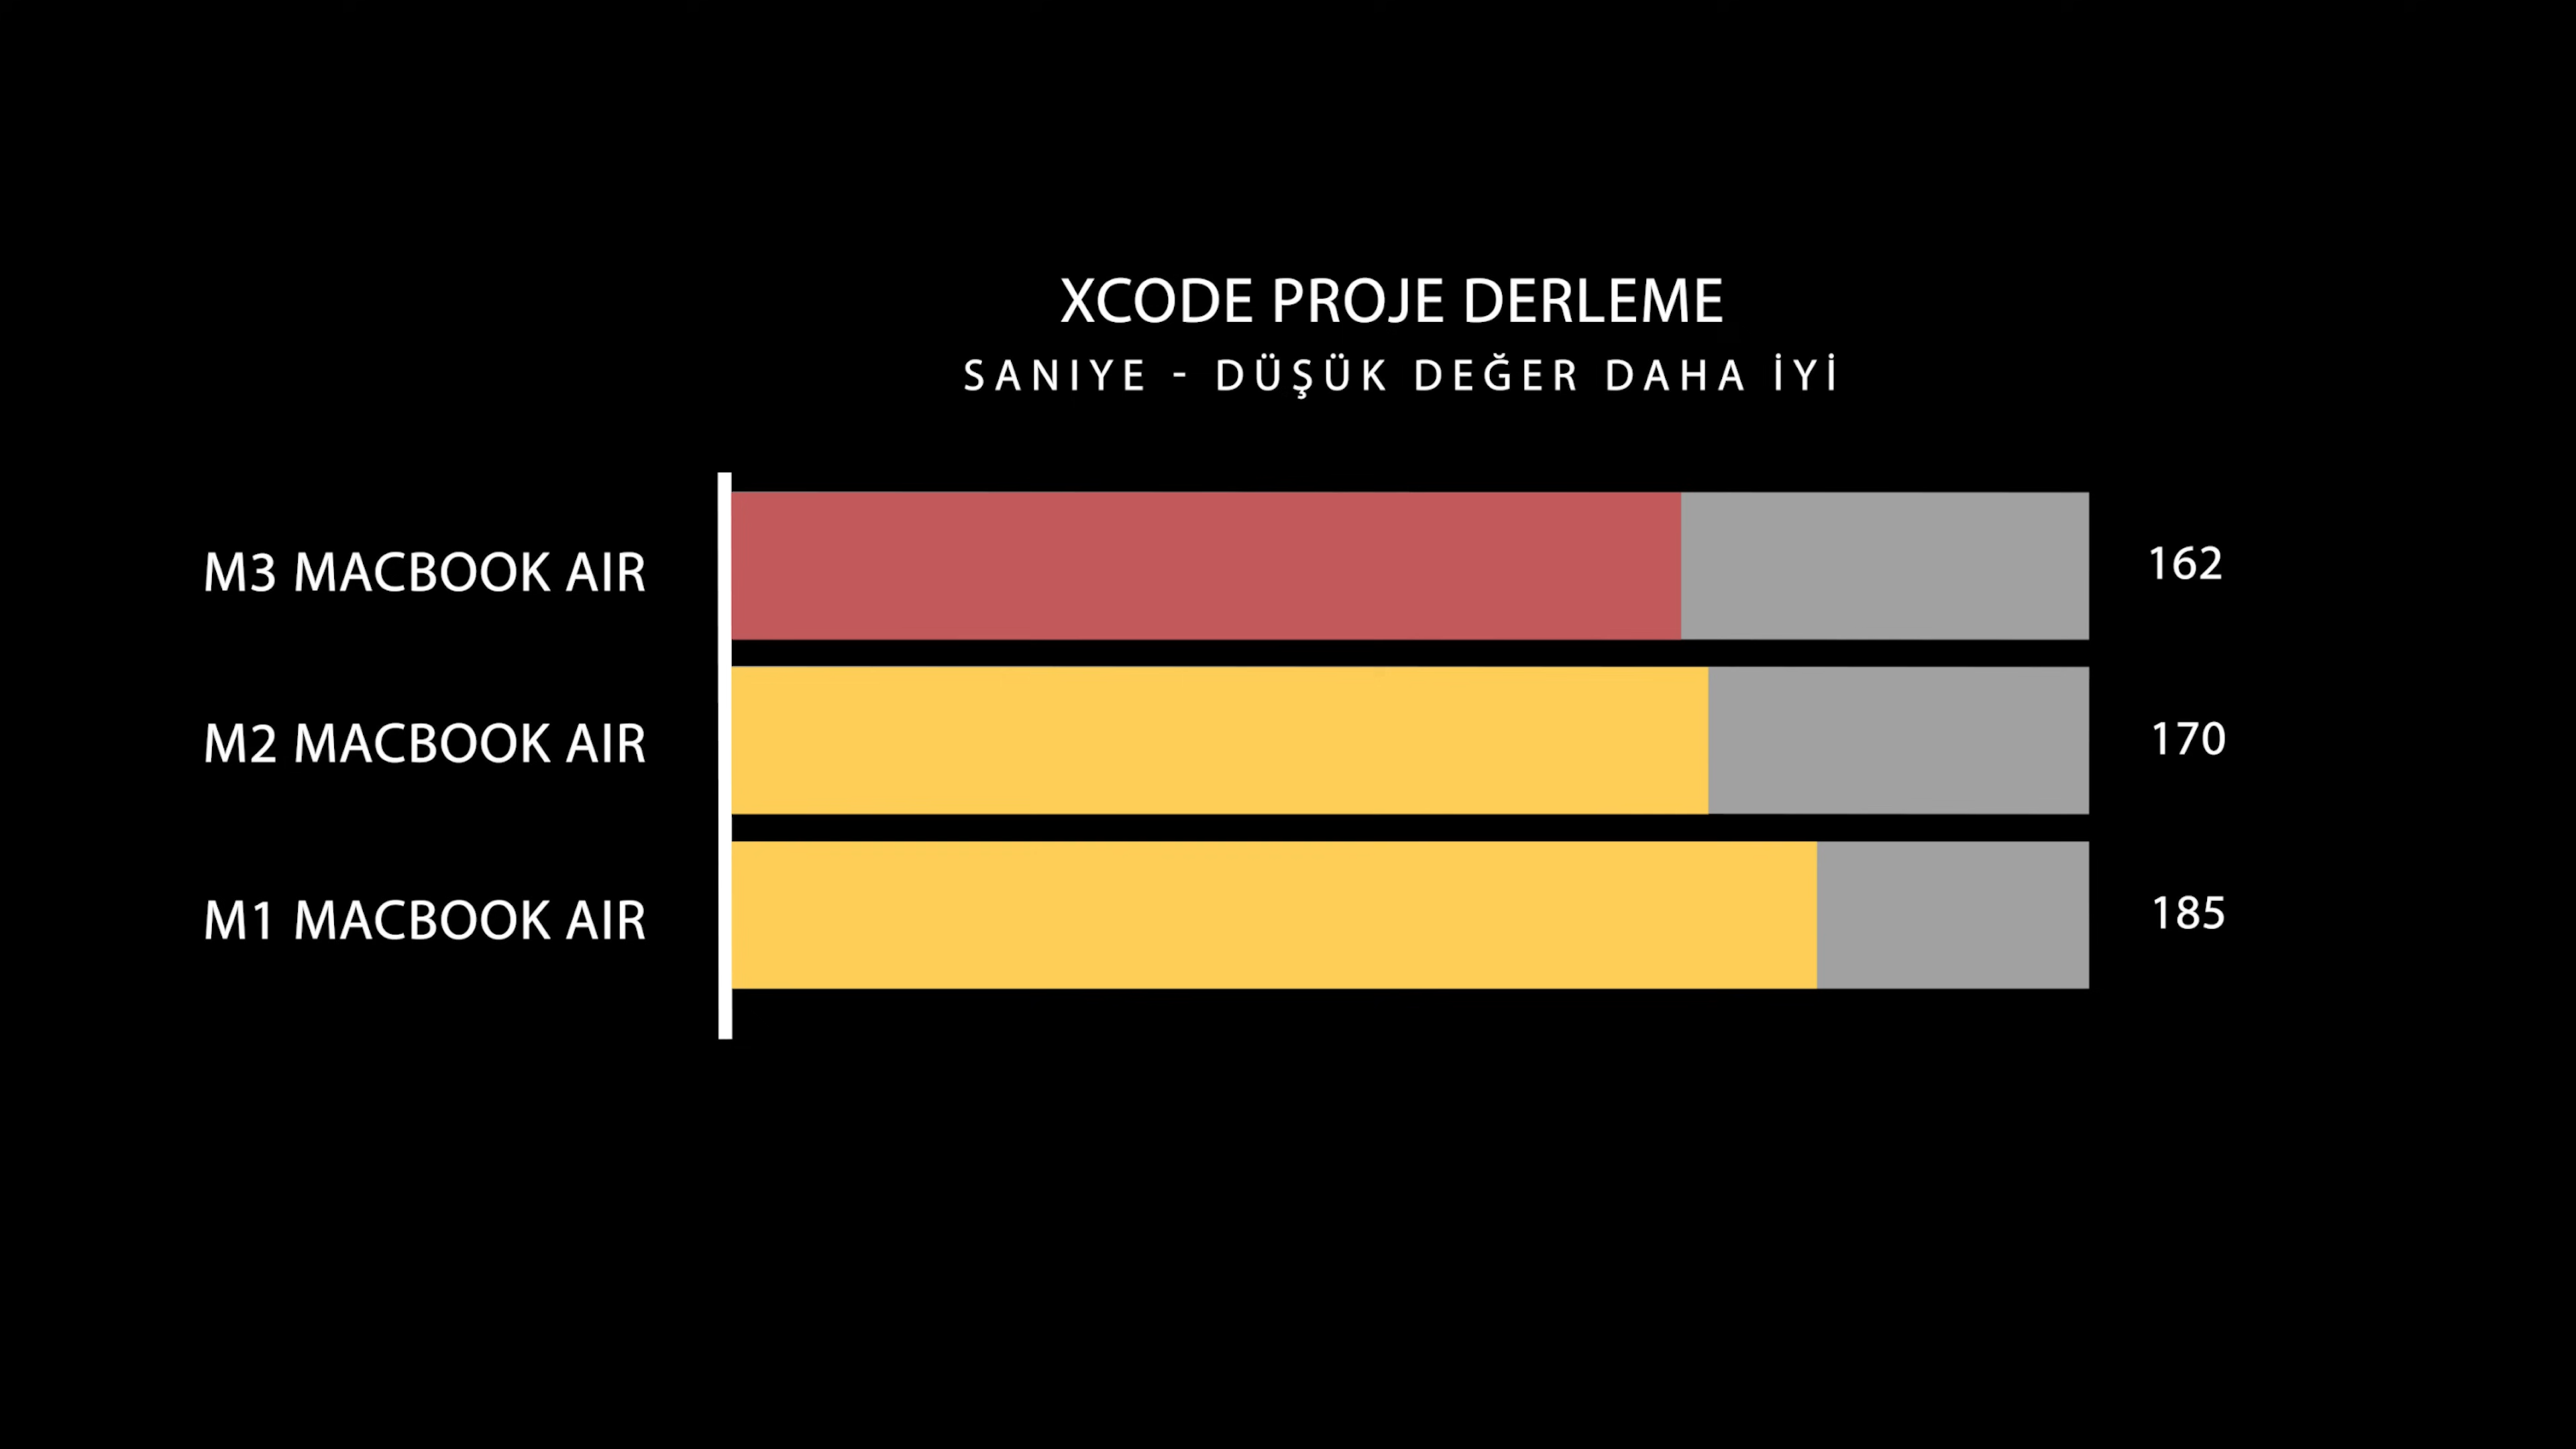 XCODE PROJE DERLEME
SANIYE - DÜŞÜK DEĞER DAHA İYİ
M3 MACBOOK AIR 162
M2 MACBOOK AIR 170
M1 MACBOOK AIR 185